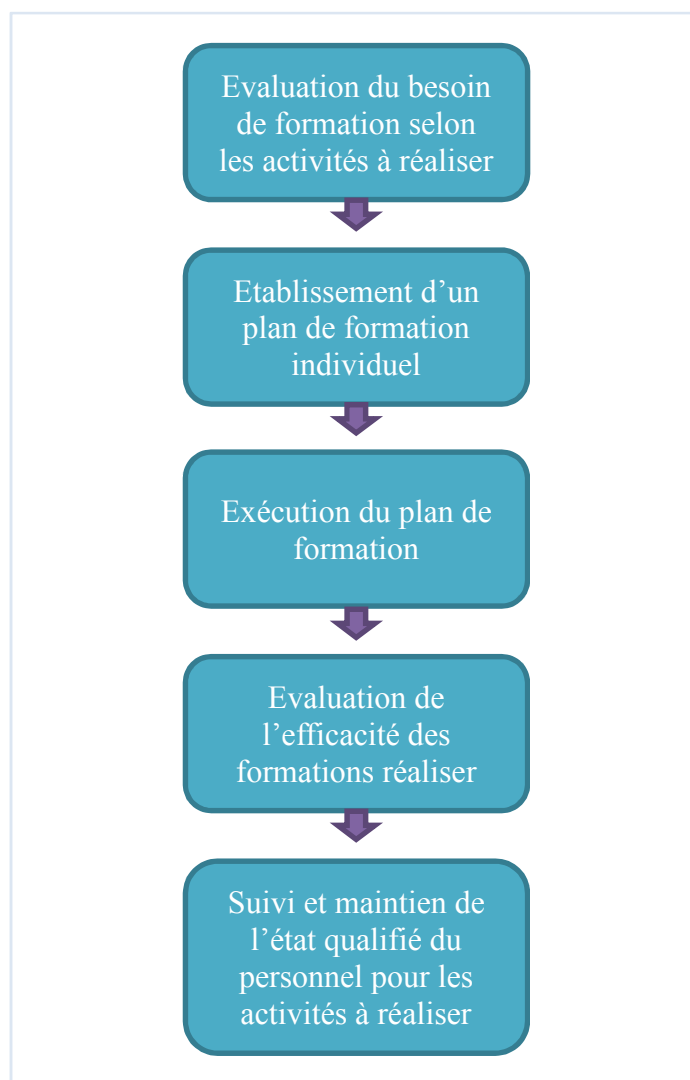 Evaluation du besoin
de formation selon
les activités à réaliser
Etablissement d’un
plan de formation
individuel
Exécution du plan de
formation
Evaluation de
l’efficacité des
formations réaliser
Suivi et maintien de
l’état qualifié du
personnel pour les
activités à réaliser